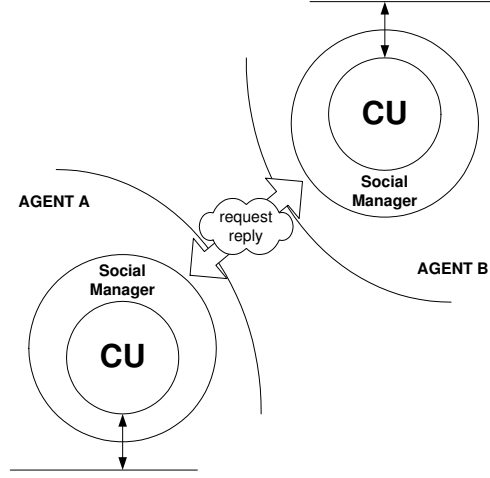 CU
Social
Manager
AGENT A
request
reply
AGENT B
Social
Manager
CU